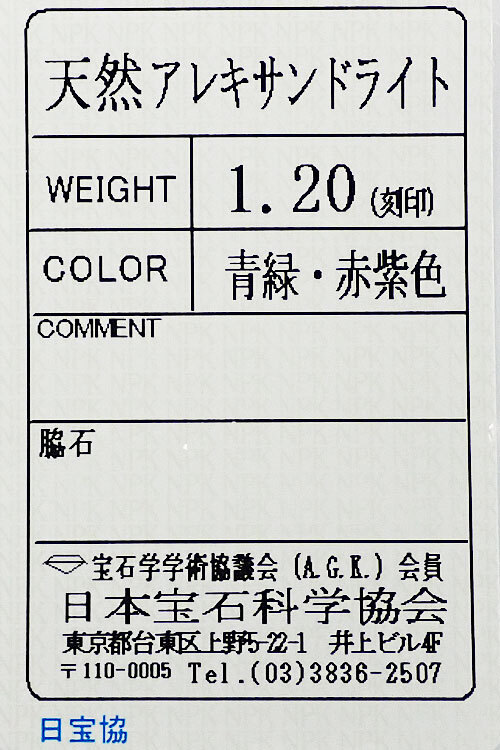 天然アレキサンドライト
WEIGHT 1.20 (刻印)
COLOR 青緑・赤紫色
COMMENT
脇石
宝石学学術協議会 (A.G.K.) 会員
日本宝石科学協会
東京都台東区上野5-22-1 井上ビル4F
〒110-0005 Tel.(03)3836-2507
日宝協